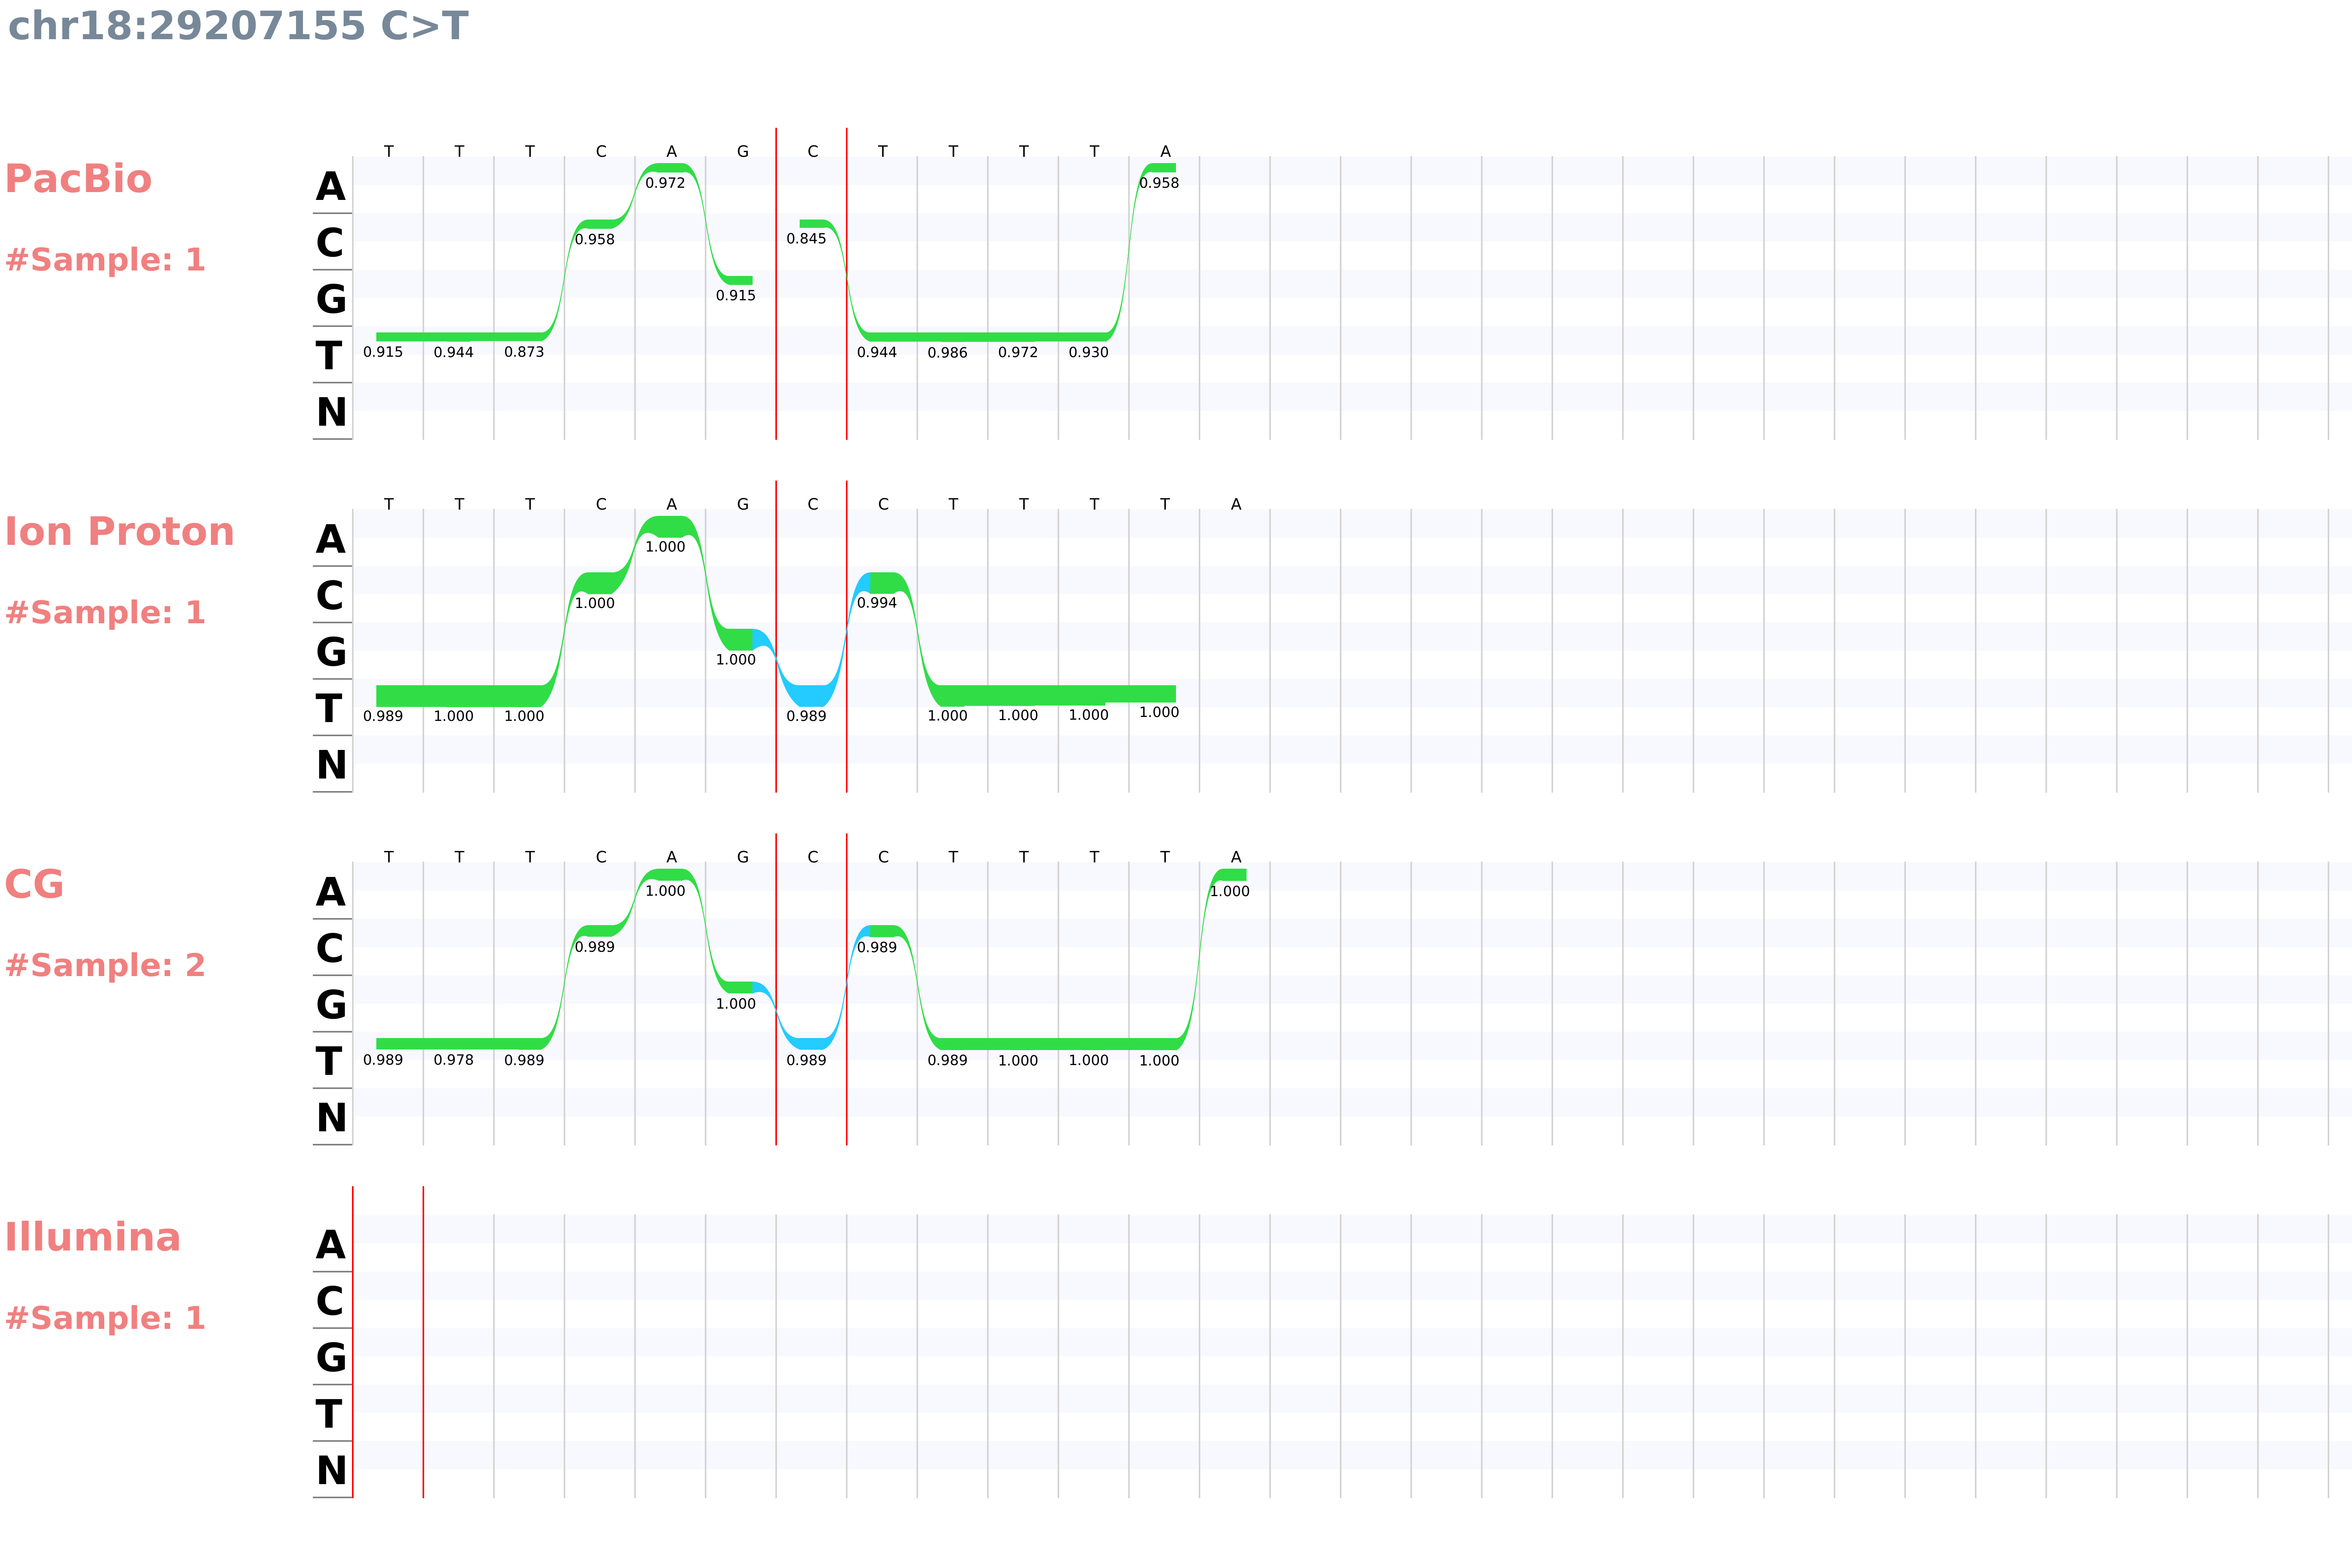 chr18:29207155 C>T
PacBio
#Sample: 1
T T T C A G C T T T T A
A
0.972 0.958
C
0.958 0.845
G
0.915
T
0.915 0.944 0.873 0.944 0.986 0.972 0.930
N
Ion Proton
#Sample: 1
T T T C A G C C T T T T A
A
1.000
C
1.000 0.994
G
1.000
T
0.989 1.000 1.000 0.989 1.000 1.000 1.000 1.000
N
CG
#Sample: 2
T T T C A G C C T T T T A
A
1.000 1.000
C
0.989 0.989
G
1.000
T
0.989 0.978 0.989 0.989 0.989 1.000 1.000 1.000
N
Illumina
#Sample: 1
A
C
G
T
N